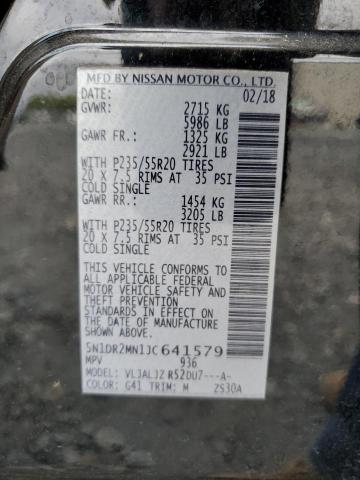 MFD BY NISSAN MOTOR CO., LTD.
DATE: 02/18
GVWR: 2715 KG
5986 LB
GAWR FR.: 1325 KG
2921 LB
WITH P235/55R20 TIRES
20 X 7.5 RIMS AT 35 PSI
COLD SINGLE
GAWR RR.: 1454 KG
3205 LB
WITH P235/55R20 TIRES
20 X 7.5 RIMS AT 35 PSI
COLD SINGLE
THIS VEHICLE CONFORMS TO
ALL APPLICABLE FEDERAL
MOTOR VEHICLE SAFETY
AND THEFT PREVENTION
STANDARDS IN EFFECT ON
THE DATE OF MANUFACTURE
SHOWN ABOVE.
5N1DR2MN1JC641579
MPV 936
MODEL: VLJALJZ R52DU7---A-
COLOR: G41 TRIM: M ZS30A